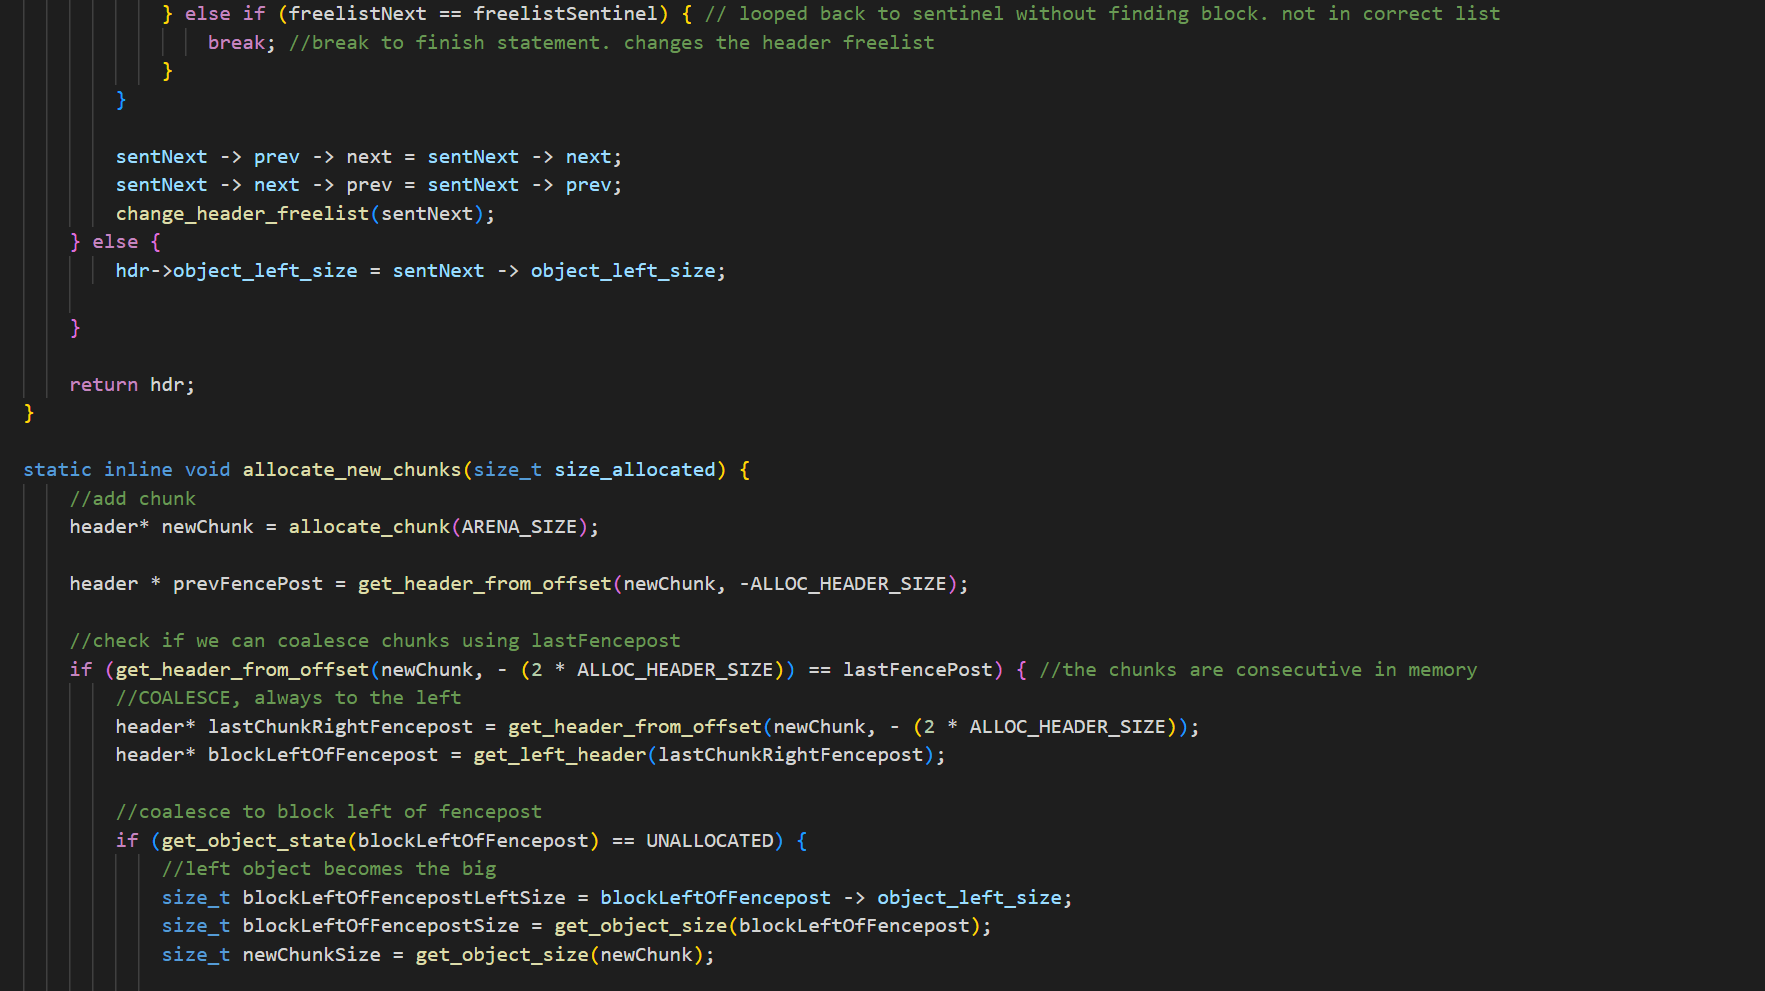 } else if (freelistNext == freelistSentinel) { // looped back to sentinel without finding block. not in correct list
break; //break to finish statement. changes the header freelist
}
}
sentNext -> prev -> next = sentNext -> next;
sentNext -> next -> prev = sentNext -> prev;
change_header_freelist(sentNext);
} else {
hdr->object_left_size = sentNext -> object_left_size;
}
return hdr;
}
static inline void allocate_new_chunks(size_t size_allocated) {
//add chunk
header* newChunk = allocate_chunk(ARENA_SIZE);
header * prevFencePost = get_header_from_offset(newChunk, -ALLOC_HEADER_SIZE);
//check if we can coalesce chunks using lastFencepost
if (get_header_from_offset(newChunk, - (2 * ALLOC_HEADER_SIZE)) == lastFencePost) { //the chunks are consecutive in memory
//COALESCE, always to the left
header* lastChunkRightFencepost = get_header_from_offset(newChunk, - (2 * ALLOC_HEADER_SIZE));
header* blockLeftOfFencepost = get_left_header(lastChunkRightFencepost);
//coalesce to block left of fencepost
if (get_object_state(blockLeftOfFencepost) == UNALLOCATED) {
//left object becomes the big
size_t blockLeftOfFencepostLeftSize = blockLeftOfFencepost -> object_left_size;
size_t blockLeftOfFencepostSize = get_object_size(blockLeftOfFencepost);
size_t newChunkSize = get_object_size(newChunk);